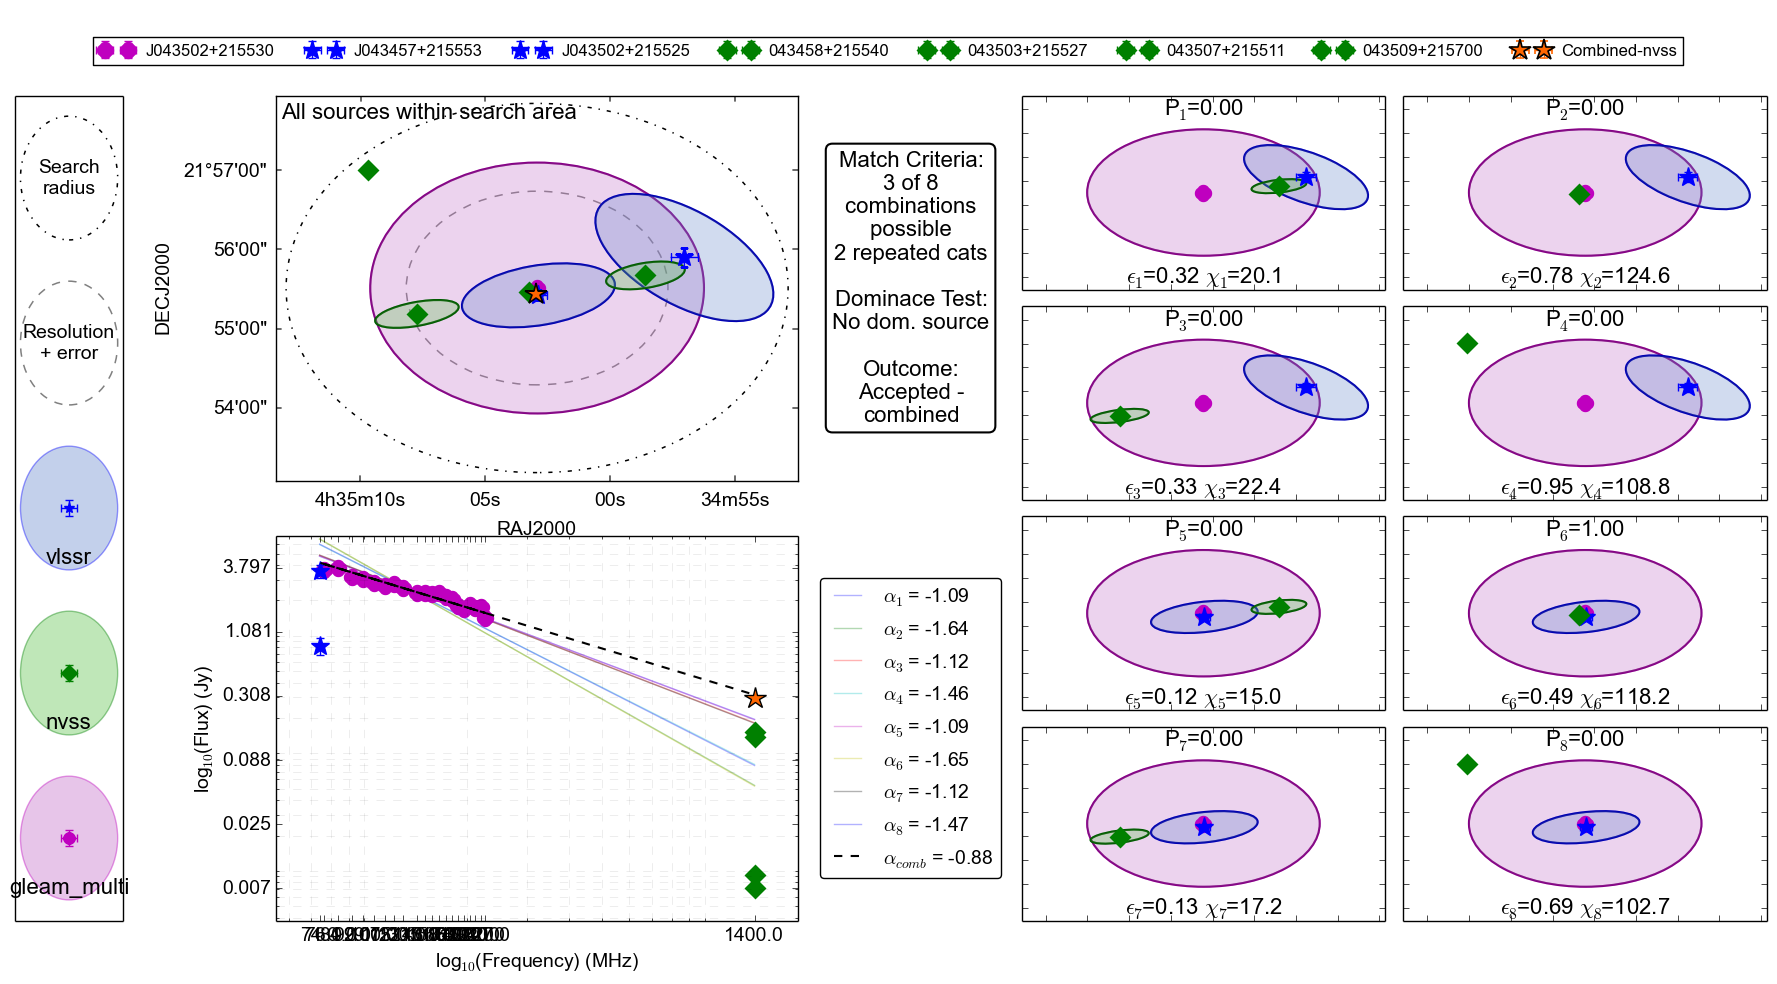 J043502+215530 J043457+215553 J043502+215525 043458+215540 043503+215527 043507+215511 043509+215700 Combined-nvss
Search
radius
Resolution
+ error
vlssr
nvss
gleam_multi
All sources within search area
DECJ2000
21°57'00"
56'00"
55'00"
54'00"
4h35m10s 05s 00s 34m55s
RAJ2000
Match Criteria:
3 of 8
combinations
possible
2 repeated cats
Dominace Test:
No dom. source
Outcome:
Accepted -
combined
log10(Flux) (Jy)
3.797
1.081
0.308
0.088
0.025
0.007
1400.0
log10(Frequency) (MHz)
α1 = -1.09
α2 = -1.64
α3 = -1.12
α4 = -1.46
α5 = -1.09
α6 = -1.65
α7 = -1.12
α8 = -1.47
αcomb = -0.88
P1=0.00
ϵ1=0.32 χ1=20.1
P2=0.00
ϵ2=0.78 χ2=124.6
P3=0.00
ϵ3=0.33 χ3=22.4
P4=0.00
ϵ4=0.95 χ4=108.8
P5=0.00
ϵ5=0.12 χ5=15.0
P6=1.00
ϵ6=0.49 χ6=118.2
P7=0.00
ϵ7=0.13 χ7=17.2
P8=0.00
ϵ8=0.69 χ8=102.7